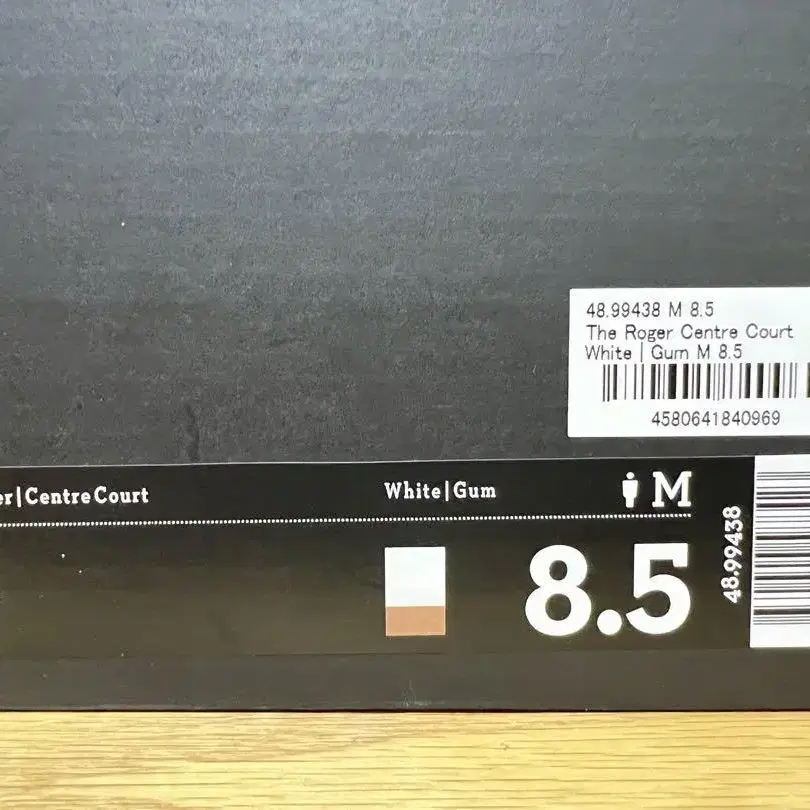 48.99438 M 8.5
The Roger Centre Court
White | Gum M 8.5
4580641840969
er|Centre Court
White|Gum
M
8.5
48.99438